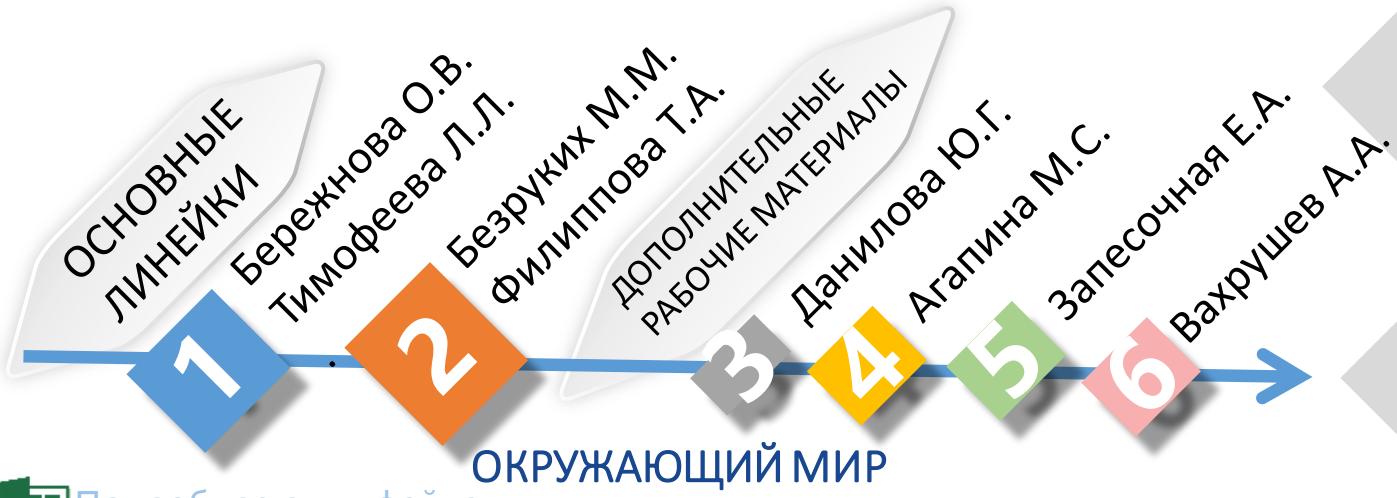 ОСНОВНЫЕ
ЛИНЕЙКИ
1
Бережнова О.В.
Тимофеева Л.Л.
2
Безруких М.М.
Филиппова Т.А.
ДОПОЛНИТЕЛЬНЫЕ
РАБОЧИЕ МАТЕРИАЛЫ
3
Данилова Ю.Г.
4
Агапина М.С.
5
Запесочная Е.А.
6
Вахрушев А.А.
ОКРУЖАЮЩИЙ МИР